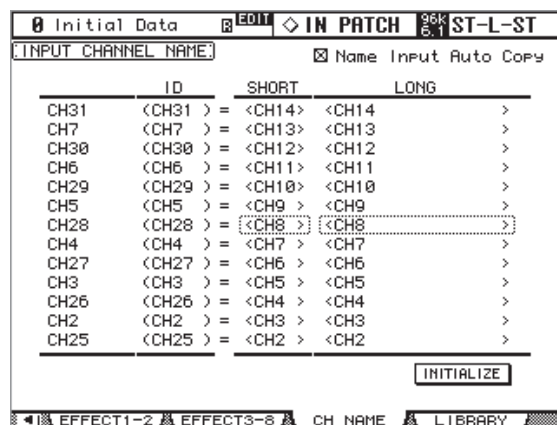 0 Initial Data EDIT ◇ IN PATCH 96k 6.1 ST-L-ST
INPUT CHANNEL NAME
☒ Name Input Auto Copy
ID SHORT LONG
CH31 (CH31 ) = <CH14> <CH14 >
CH7 (CH7 ) = <CH13> <CH13 >
CH30 (CH30 ) = <CH12> <CH12 >
CH6 (CH6 ) = <CH11> <CH11 >
CH29 (CH29 ) = <CH10> <CH10 >
CH5 (CH5 ) = <CH9 > <CH9 >
CH28 (CH28 ) = <CH8 > <CH8 >
CH4 (CH4 ) = <CH7 > <CH7 >
CH27 (CH27 ) = <CH6 > <CH6 >
CH3 (CH3 ) = <CH5 > <CH5 >
CH26 (CH26 ) = <CH4 > <CH4 >
CH2 (CH2 ) = <CH3 > <CH3 >
CH25 (CH25 ) = <CH2 > <CH2 >
INITIALIZE
EFFECT1-2 EFFECT3-8 CH NAME LIBRARY